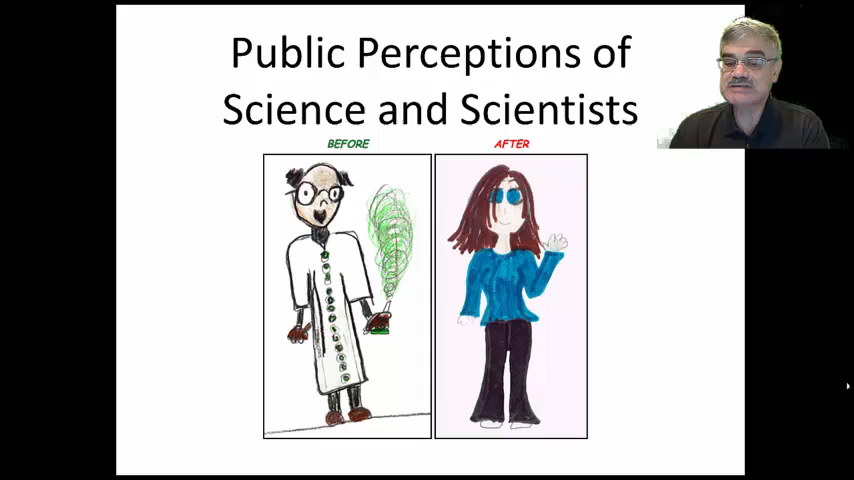 Public Perceptions of
Science and Scientists
BEFORE
AFTER